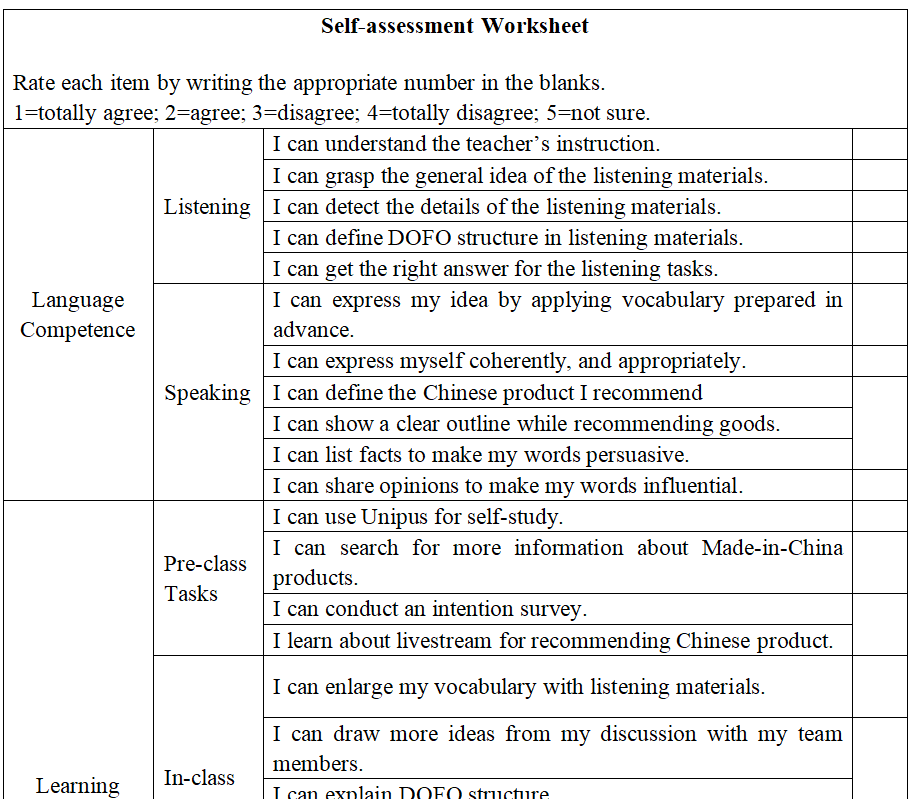 Self-assessment Worksheet
Rate each item by writing the appropriate number in the blanks.
1=totally agree; 2=agree; 3=disagree; 4=totally disagree; 5=not sure.
Language
Competence
Listening
I can understand the teacher’s instruction.
I can grasp the general idea of the listening materials.
I can detect the details of the listening materials.
I can define DOFO structure in listening materials.
I can get the right answer for the listening tasks.
Speaking
I can express my idea by applying vocabulary prepared in
advance.
I can express myself coherently, and appropriately.
I can define the Chinese product I recommend
I can show a clear outline while recommending goods.
I can list facts to make my words persuasive.
I can share opinions to make my words influential.
Learning
Pre-class
Tasks
I can use Unipus for self-study.
I can search for more information about Made-in-China
products.
I can conduct an intention survey.
I learn about livestream for recommending Chinese product.
In-class
I can enlarge my vocabulary with listening materials.
I can draw more ideas from my discussion with my team
members.
I can explain DOFO structure